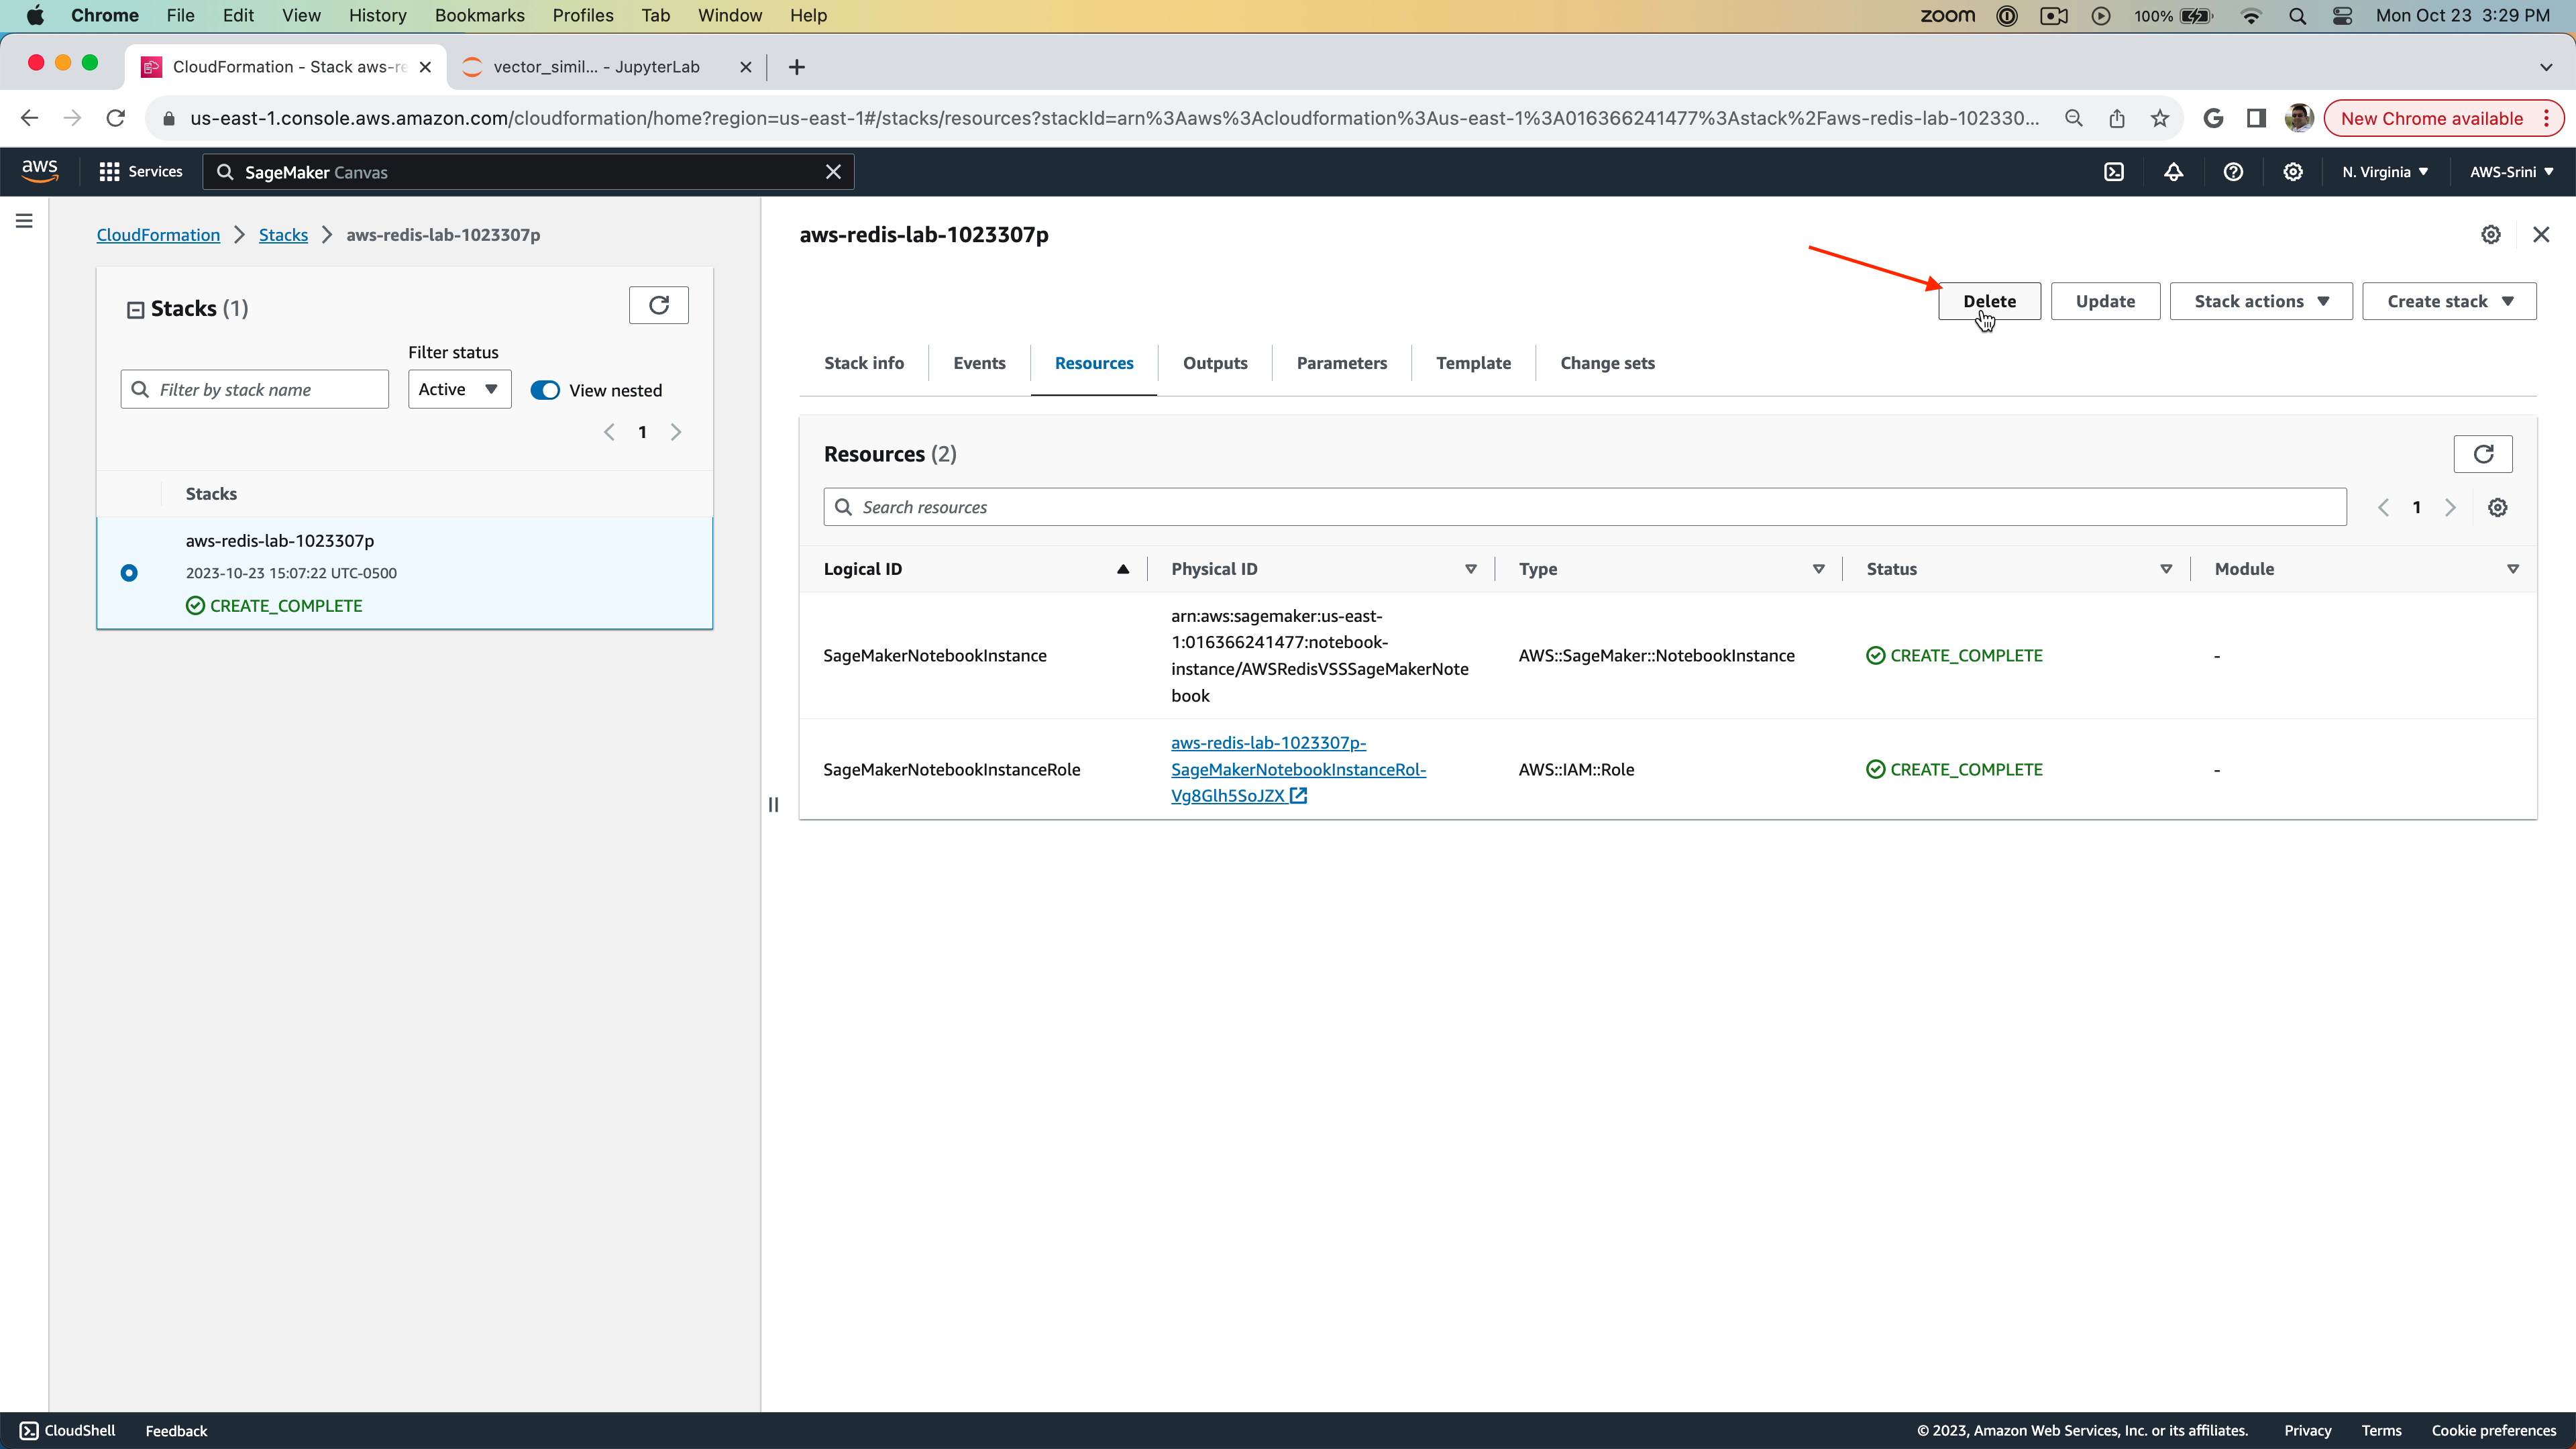 Chrome File Edit View History Bookmarks Profiles Tab Window Help
zoom 100% Mon Oct 23 3:29 PM
CloudFormation - Stack aws-re
vector_simil... - JupyterLab
us-east-1.console.aws.amazon.com/cloudformation/home?region=us-east-1#/stacks/resources?stackId=arn%3Aaws%3Acloudformation%3Aus-east-1%3A016366241477%3Astack%2Faws-redis-lab-102330...
New Chrome available
aws Services SageMaker Canvas
N. Virginia AWS-Srini
CloudFormation Stacks aws-redis-lab-1023307p
Stacks (1)
Filter status
Filter by stack name
Active
View nested
1
Stacks
aws-redis-lab-1023307p
2023-10-23 15:07:22 UTC-0500
CREATE_COMPLETE
aws-redis-lab-1023307p
Delete Update Stack actions Create stack
Stack info Events Resources Outputs Parameters Template Change sets
Resources (2)
Search resources
1
Logical ID Physical ID Type Status Module
SageMakerNotebookInstance
arn:aws:sagemaker:us-east-
1:016366241477:notebook-
instance/AWSRedisVSSSageMakerNote
book
AWS::SageMaker::NotebookInstance
CREATE_COMPLETE
-
SageMakerNotebookInstanceRole
aws-redis-lab-1023307p-
SageMakerNotebookInstanceRol-
Vg8Glh5SoJZX
AWS::IAM::Role
CREATE_COMPLETE
-
CloudShell Feedback
© 2023, Amazon Web Services, Inc. or its affiliates. Privacy Terms Cookie preferences